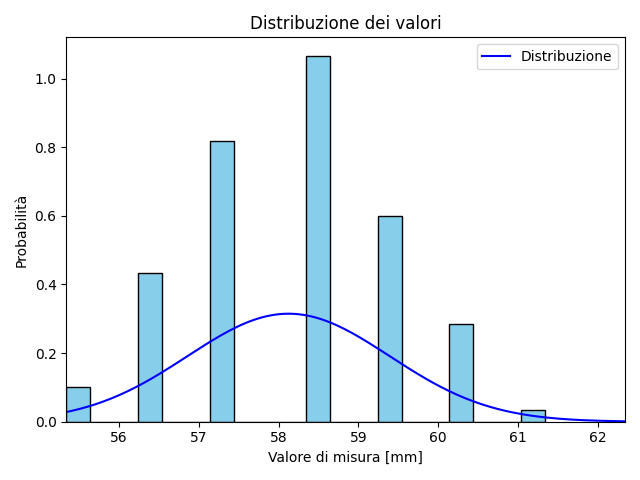 Distribuzione dei valori
Distribuzione
Probabilità
1.0
0.8
0.6
0.4
0.2
0.0
56 57 58 59 60 61 62
Valore di misura [mm]